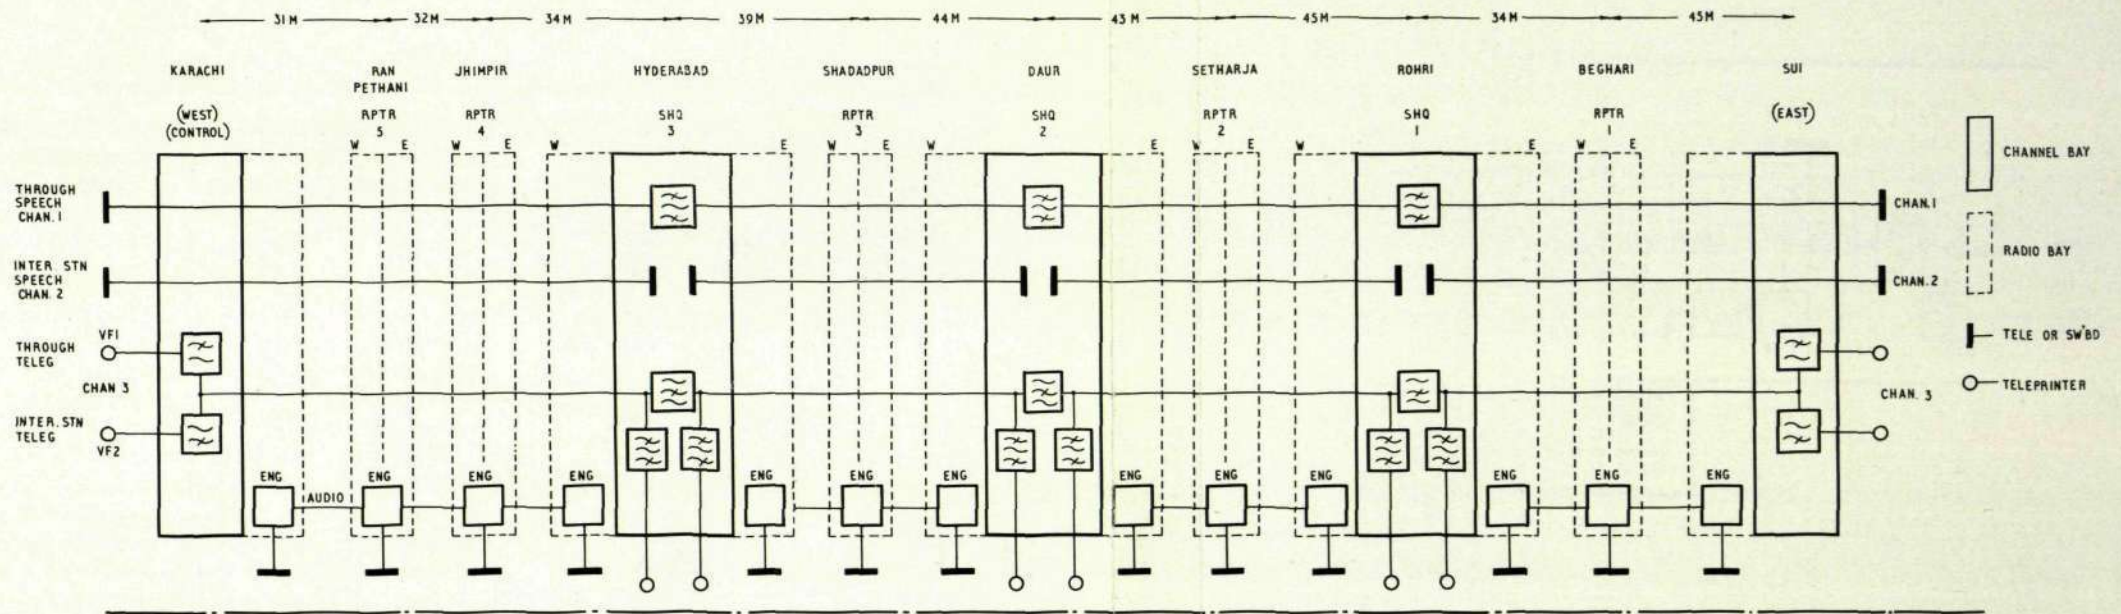 31M 32M 34M 39M 44M 43M 45M 34M 45M
KARACHI
(WEST)
(CONTROL)
RAN
PETHANI
RPTR
5
W E
JHIMPIR
RPTR
4
W E
W
HYDERABAD
SHQ
3
E
SHADADPUR
RPTR
3
W E
W
DAUR
SHQ
2
E
SETHARJA
RPTR
2
W E
W
ROHRI
SHQ
1
E
BEGHARI
RPTR
1
W E
SUI
(EAST)
THROUGH
SPEECH
CHAN. 1
INTER STN
SPEECH
CHAN. 2
THROUGH
TELEG
VF1
CHAN 3
INTER. STN
TELEG
VF2
ENG AUDIO ENG ENG ENG ENG ENG ENG ENG ENG ENG ENG ENG ENG
CHAN.1
CHAN.2
CHAN. 3
CHANNEL BAY
RADIO BAY
TELE OR SW'BD
TELEPRINTER